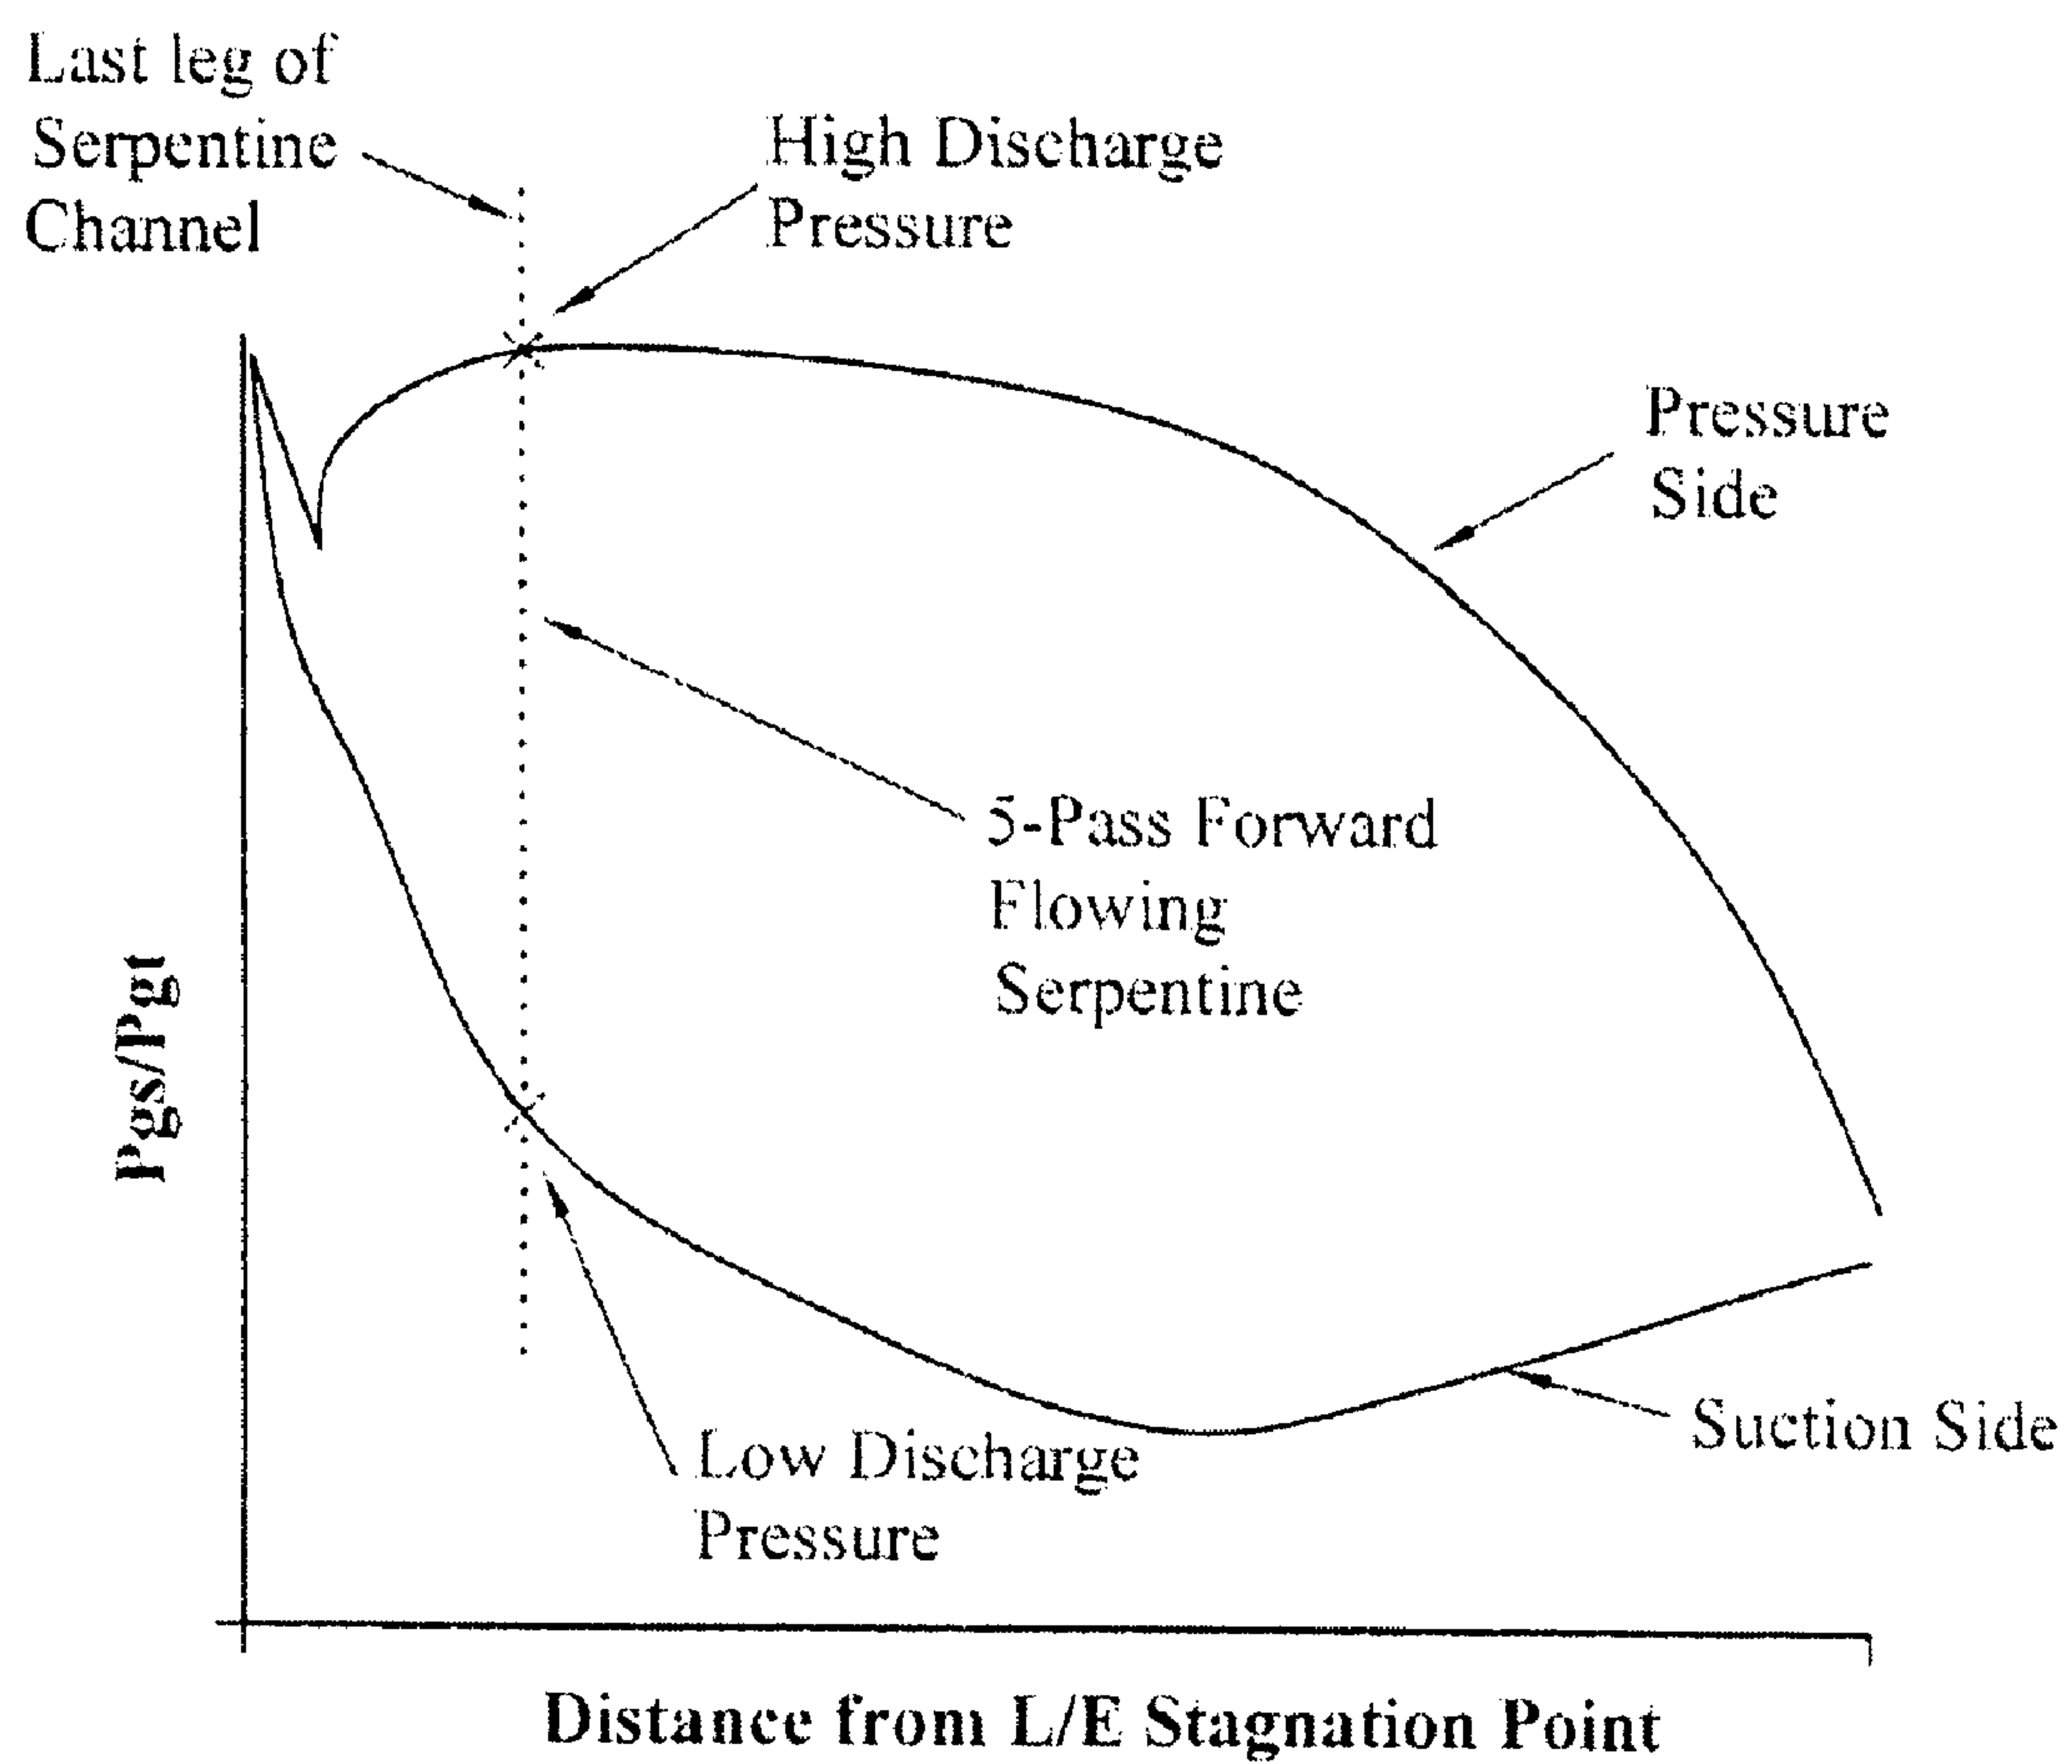 Last leg of
Serpentine
Channel
High Discharge
Pressure
Pressure
Side
5-Pass Forward
Flowing
Serpentine
Pgs/Pgt
Low Discharge
Pressure
Suction Side
Distance from L/E Stagnation Point